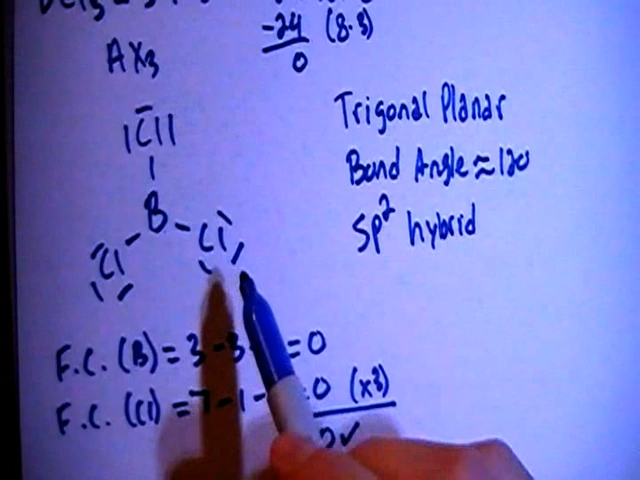 -24 (8·3)
0
AX3
Trigonal Planar
Bond Angle ≈ 120
Sp² hybrid
Cl
B
Cl Cl
F.C. (B) = 3 - 3 = 0
F.C. (Cl) = 7 - 1 - 0 (x3)
0✓